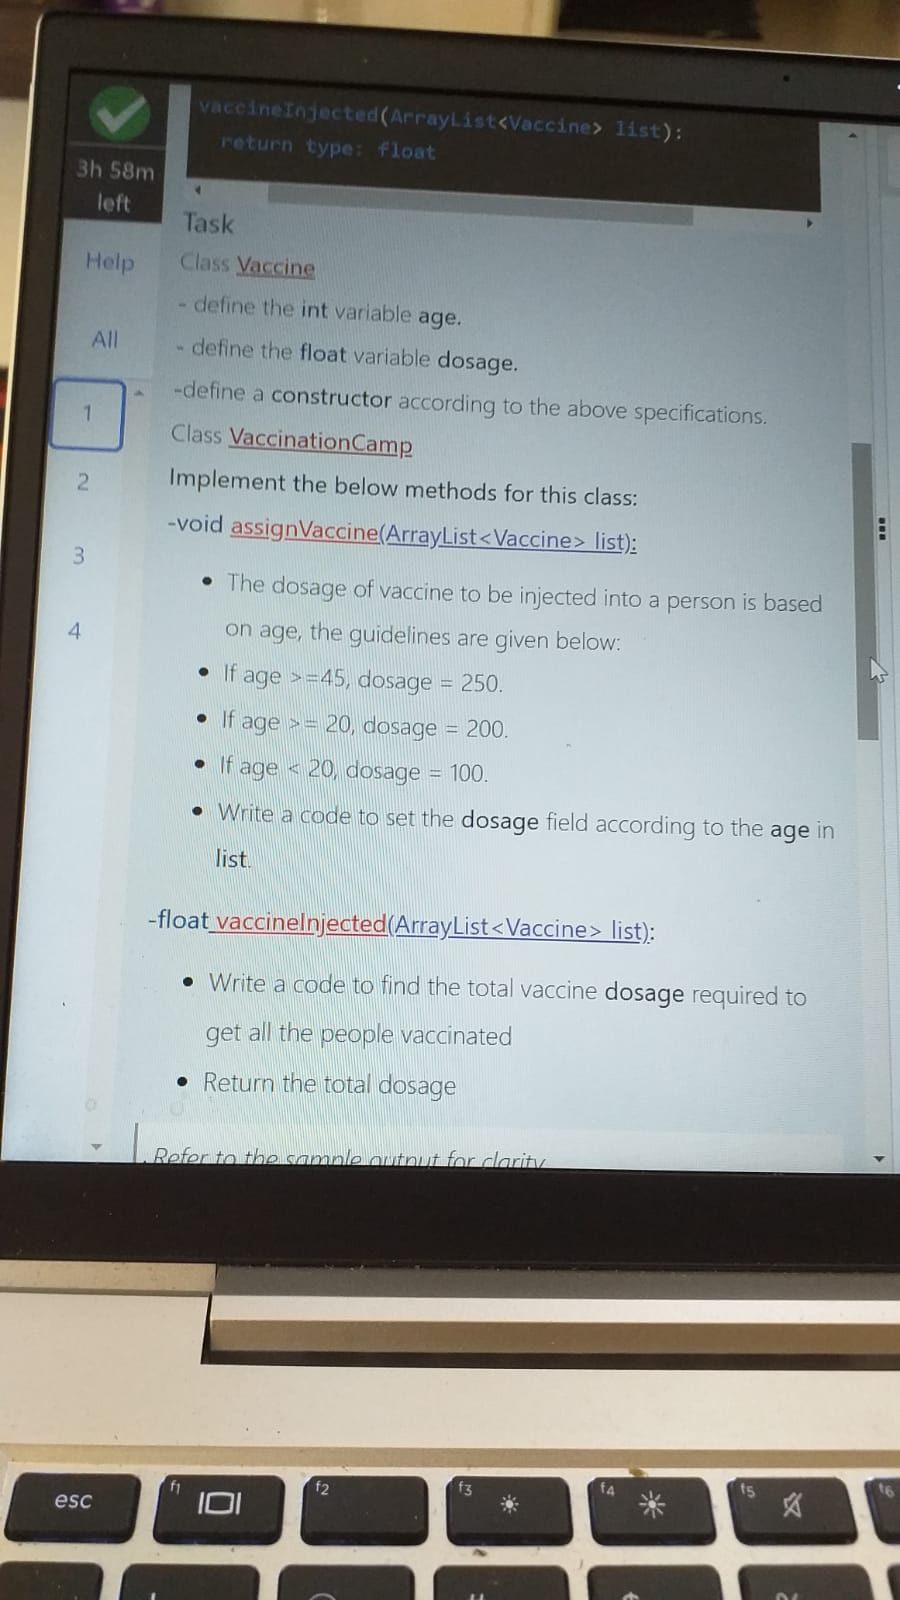 vaccineInjected(ArrayList<Vaccine> list):
return type: float
3h 58m
left
Help
All
1
2
3
4
Task
Class Vaccine
- define the int variable age.
- define the float variable dosage.
-define a constructor according to the above specifications.
Class VaccinationCamp
Implement the below methods for this class:
-void assignVaccine(ArrayList<Vaccine> list):
• The dosage of vaccine to be injected into a person is based
on age, the guidelines are given below:
• If age >=45, dosage = 250.
• If age >= 20, dosage = 200.
• If age < 20, dosage = 100.
• Write a code to set the dosage field according to the age in
list.
-float vaccineInjected(ArrayList<Vaccine> list):
• Write a code to find the total vaccine dosage required to
get all the people vaccinated
• Return the total dosage
Refer to the sample output for clarity
esc
f1
f2
f3
f4
f5
f6